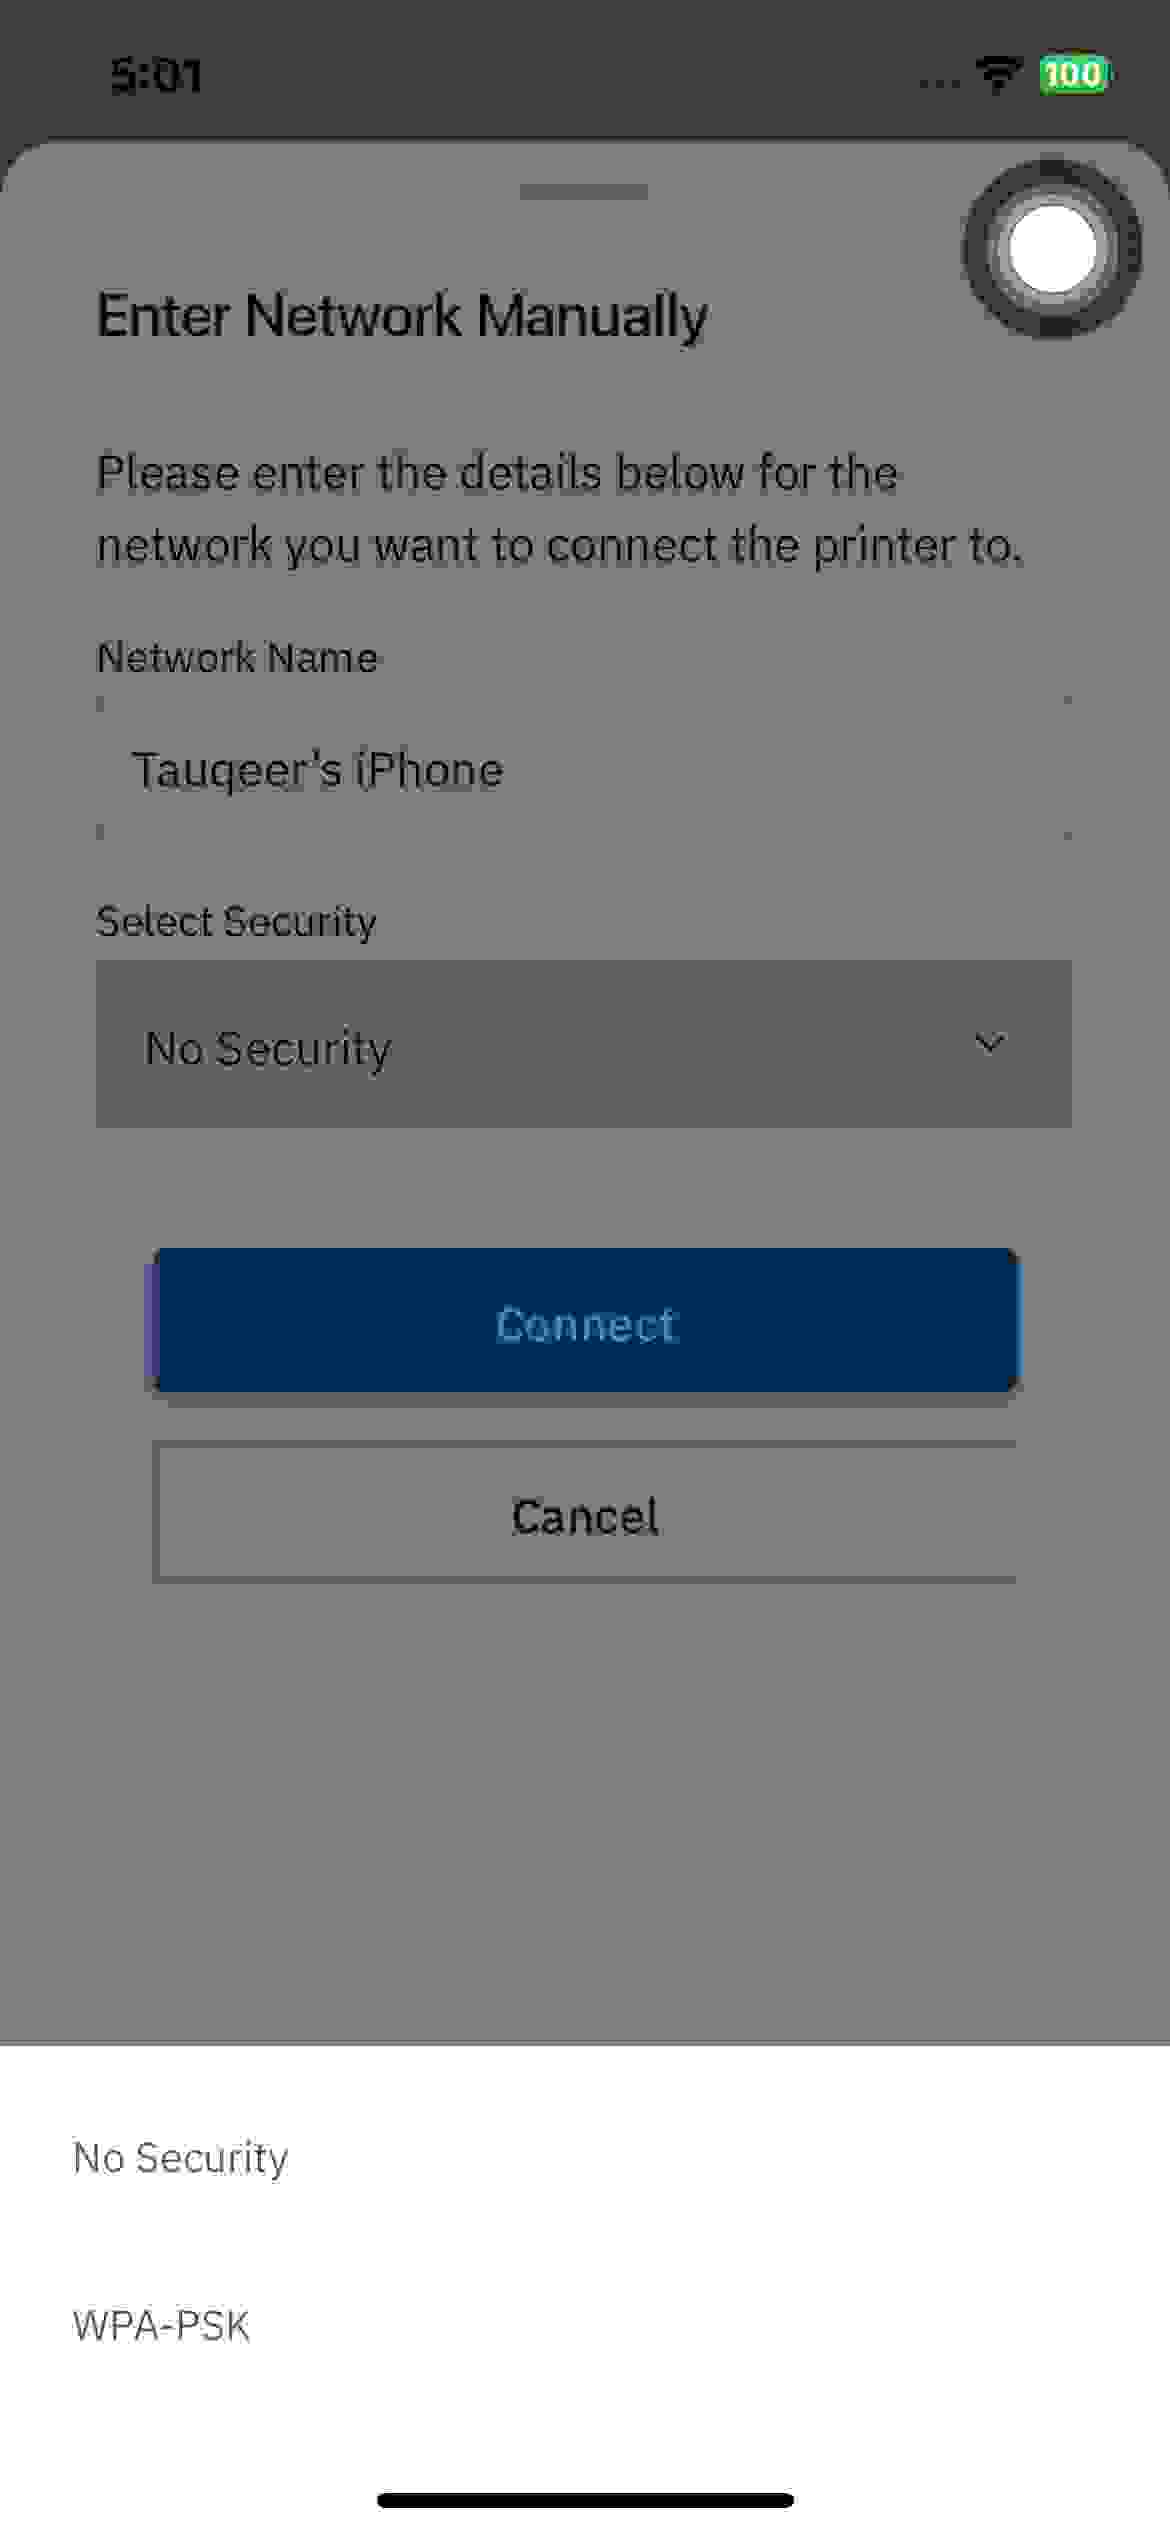 5:01
100
Enter Network Manually
Please enter the details below for the
network you want to connect the printer to.
Network Name
Tauqeer's iPhone
Select Security
No Security
Connect
Cancel
No Security
WPA-PSK